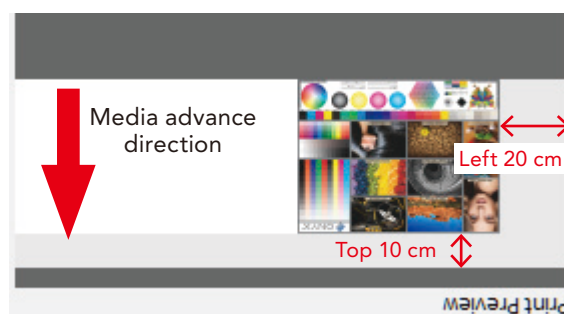 Media advance
direction
Left 20 cm
Top 10 cm
Print Preview